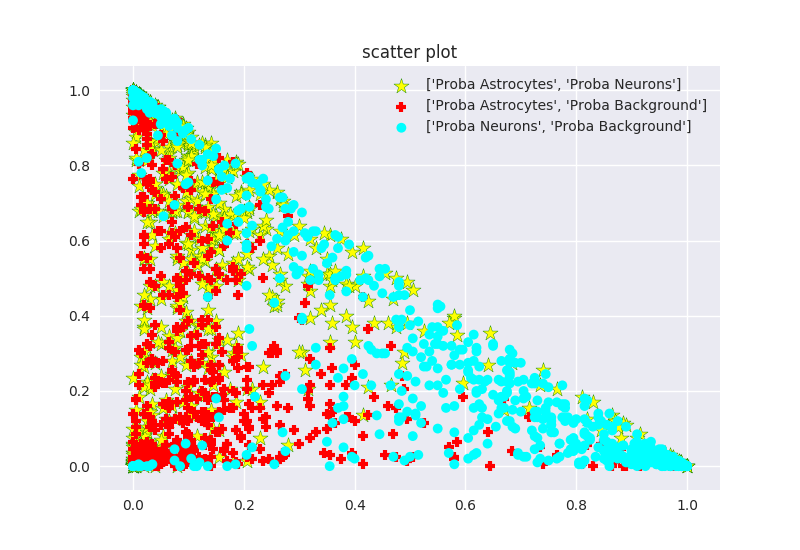 scatter plot
['Proba Astrocytes', 'Proba Neurons']
['Proba Astrocytes', 'Proba Background']
['Proba Neurons', 'Proba Background']
1.0
0.8
0.6
0.4
0.2
0.0
0.0 0.2 0.4 0.6 0.8 1.0